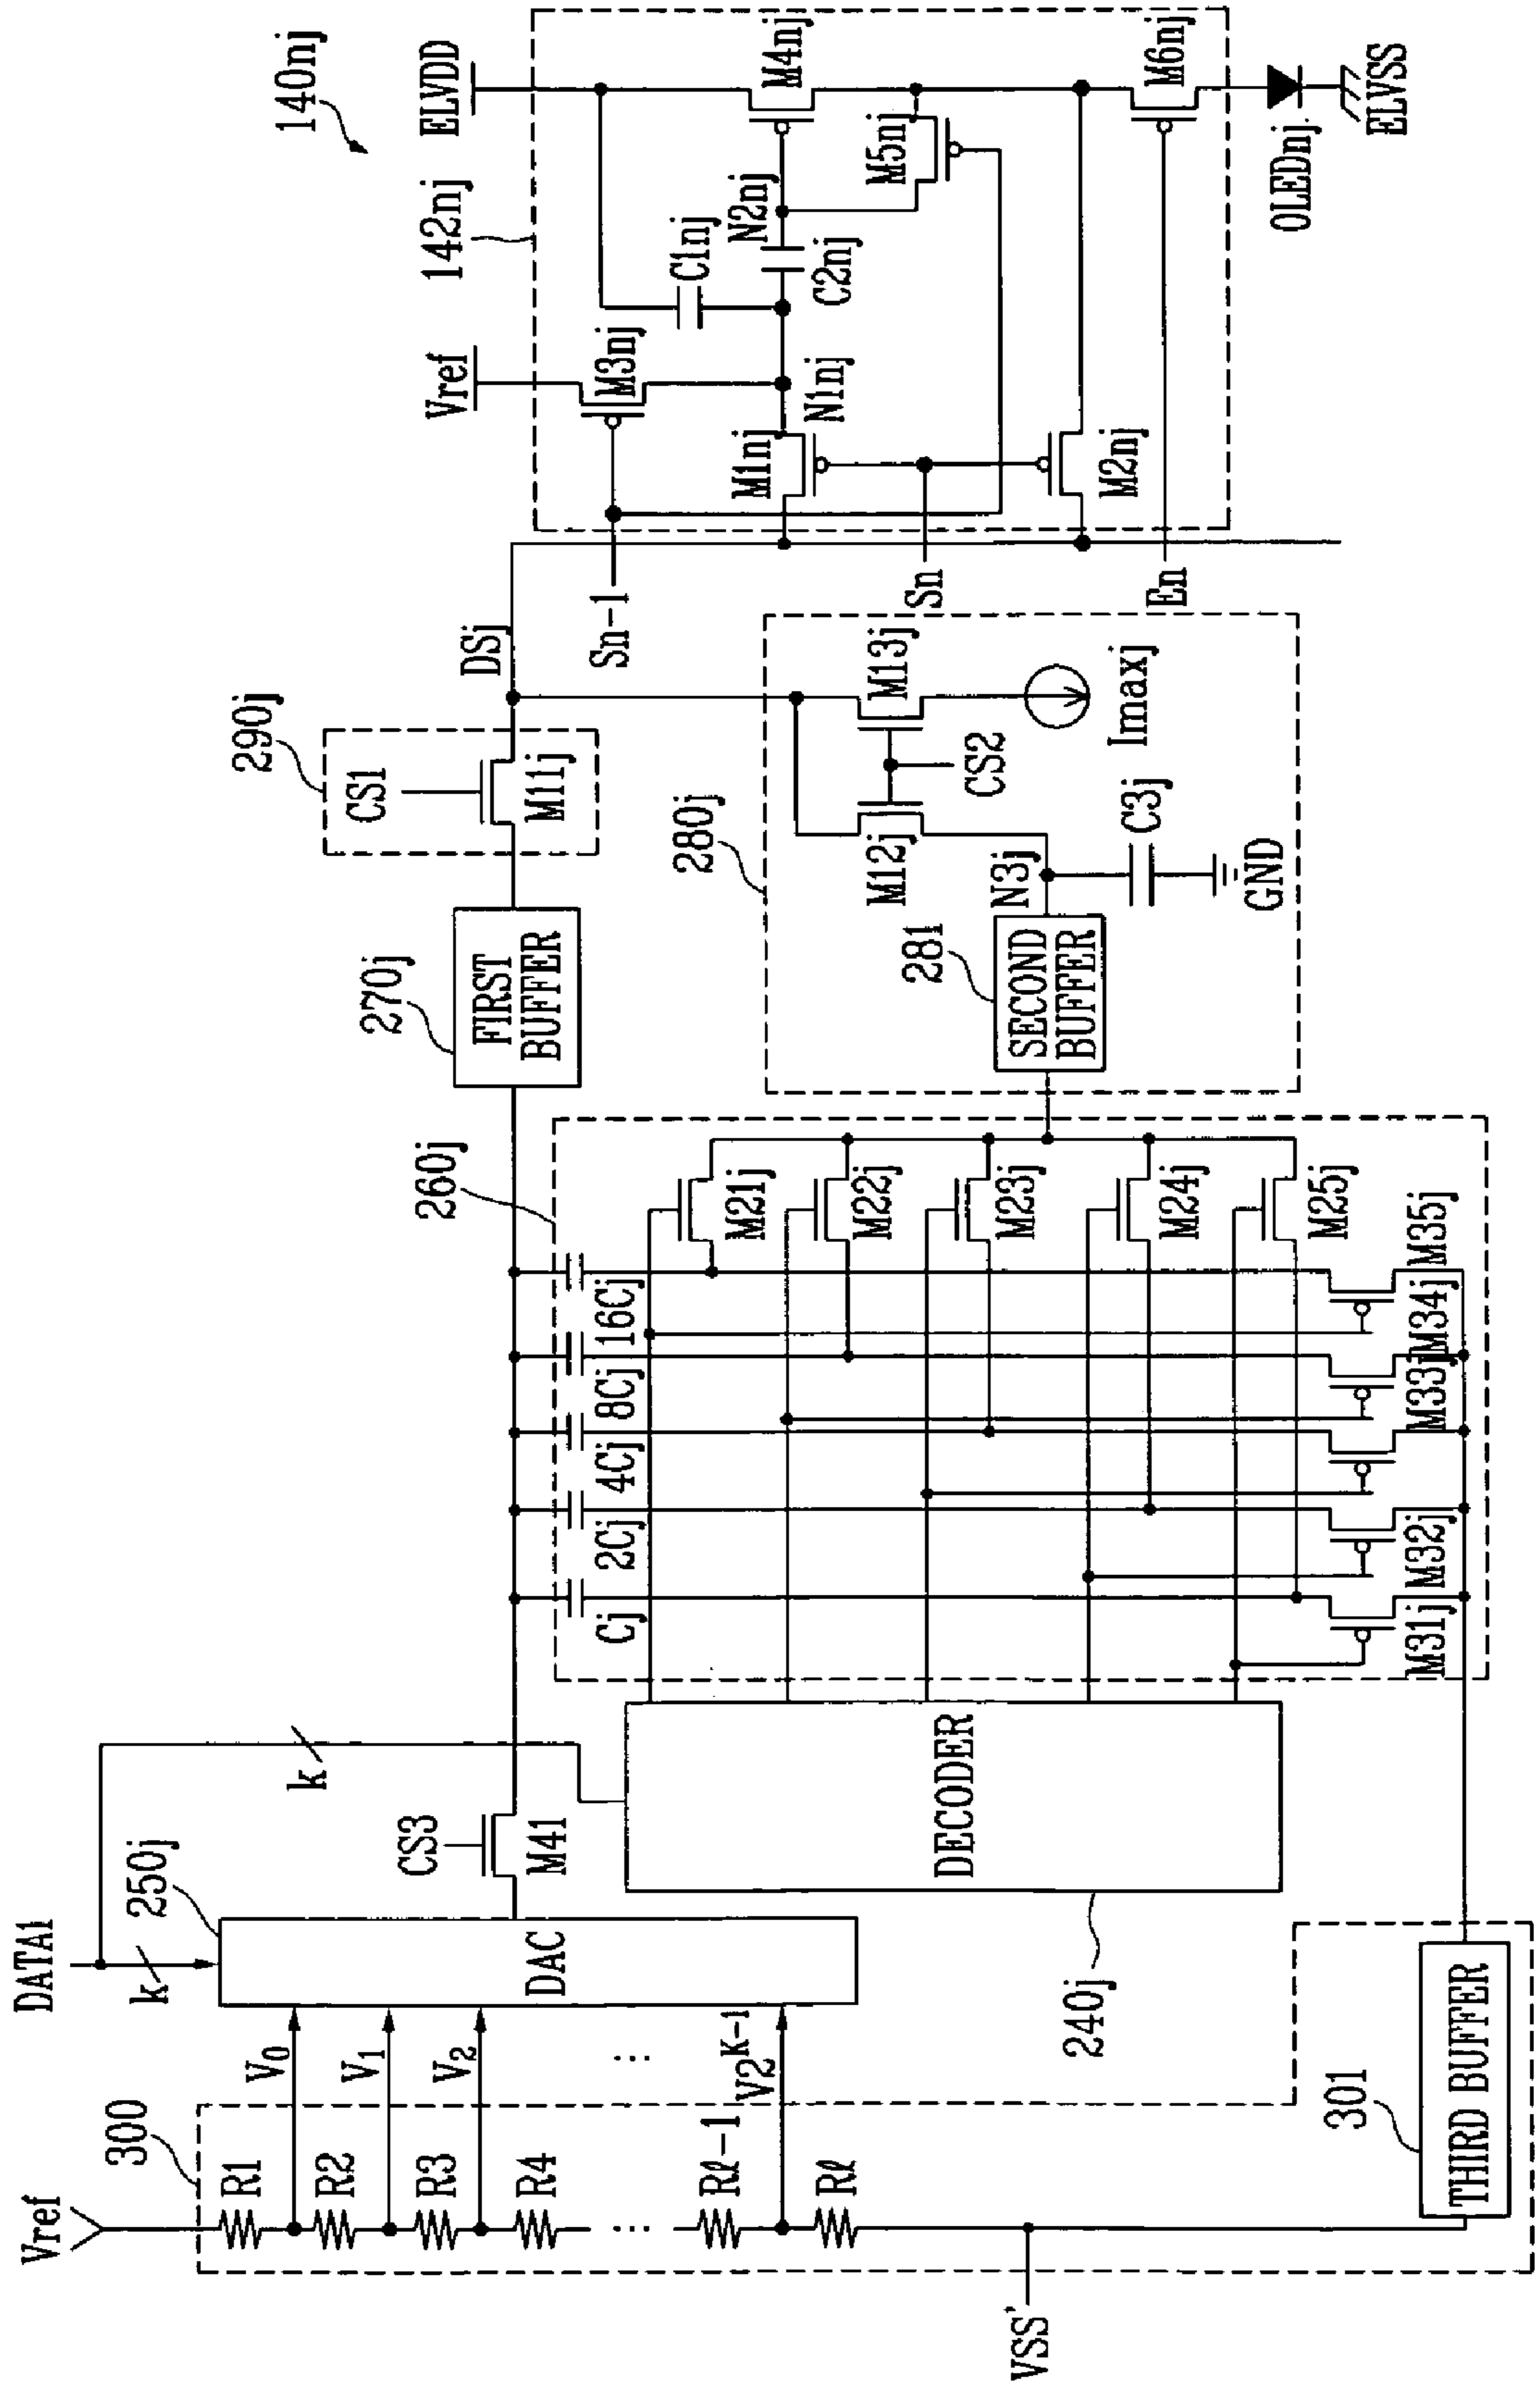 140nj
142nj
ELVDD
Vref
M4nj
N2nj
C1nj
C2nj
M3nj
M5nj
M1nj
N1nj
M2nj
M6nj
OLEDnj
ELVSS
Sn-1
Sn
En
DSj
290j
CS1
M11j
270j
FIRST
BUFFER
280j
M12j
M13j
CS2
Imaxj
N3j
C3j
GND
281
SECOND
BUFFER
260j
Cj
2Cj
4Cj
8Cj
16Cj
M21j
M22j
M23j
M24j
M25j
M31j
M32j
M33j
M34j
M35j
DATA1
k
k
250j
DAC
CS3
M41
DECODER
240j
300
Vref
R1
R2
R3
R4
...
Rℓ-1
Rℓ
V0
V1
V2
...
V2K-1
VSS'
301
THIRD BUFFER